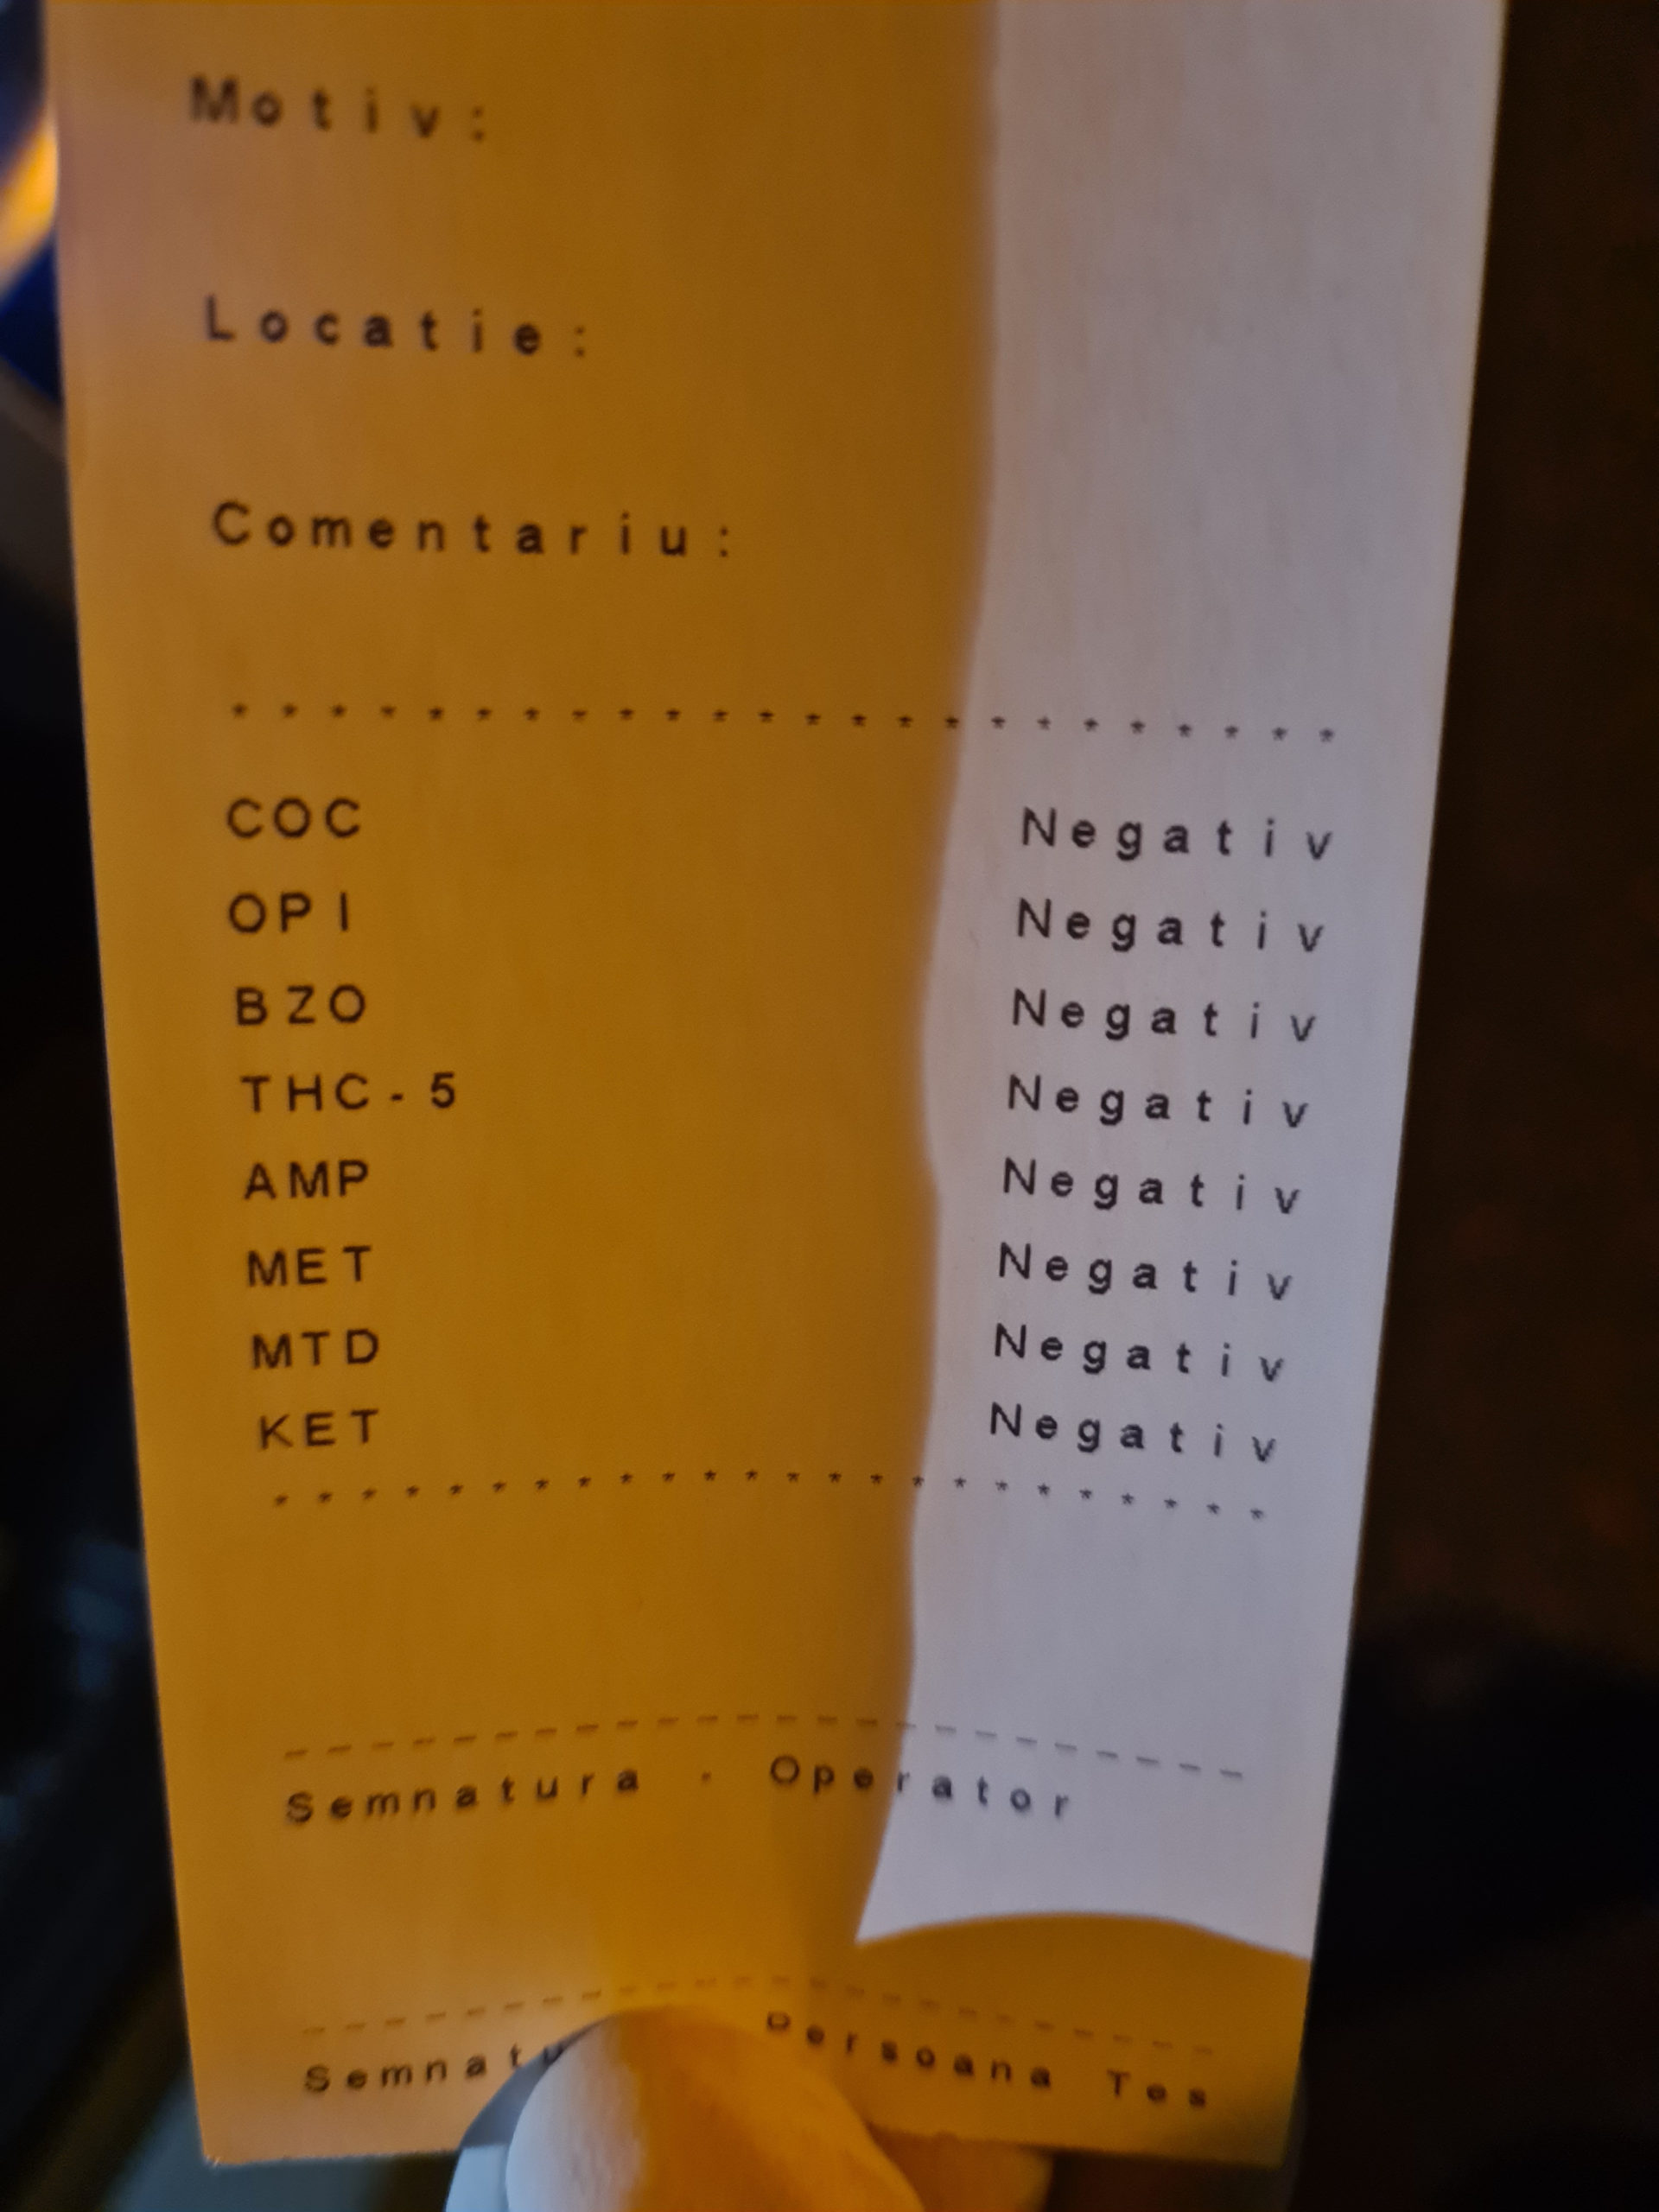 Motiv:
Locatie:
Comentariu:
************************
COC Negativ
OPI Negativ
BZO Negativ
THC-5 Negativ
AMP Negativ
MET Negativ
MTD Negativ
KET Negativ
************************
------------------------
Semnatura - Operator
------------------------
Persoana Tes